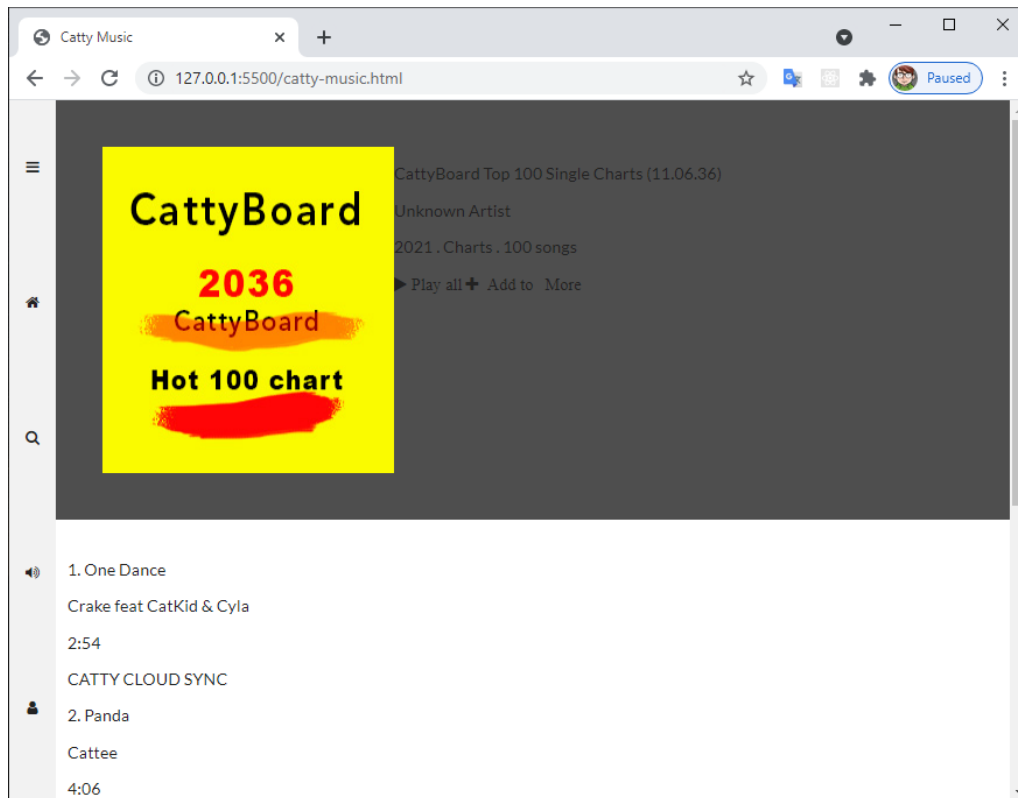 Catty Music
127.0.0.1:5500/catty-music.html
Paused
CattyBoard
2036
CattyBoard
Hot 100 chart
CattyBoard Top 100 Single Charts (11.06.36)
Unknown Artist
2021 . Charts . 100 songs
Play all Add to More
1. One Dance
Crake feat CatKid & Cyla
2:54
CATTY CLOUD SYNC
2. Panda
Cattee
4:06